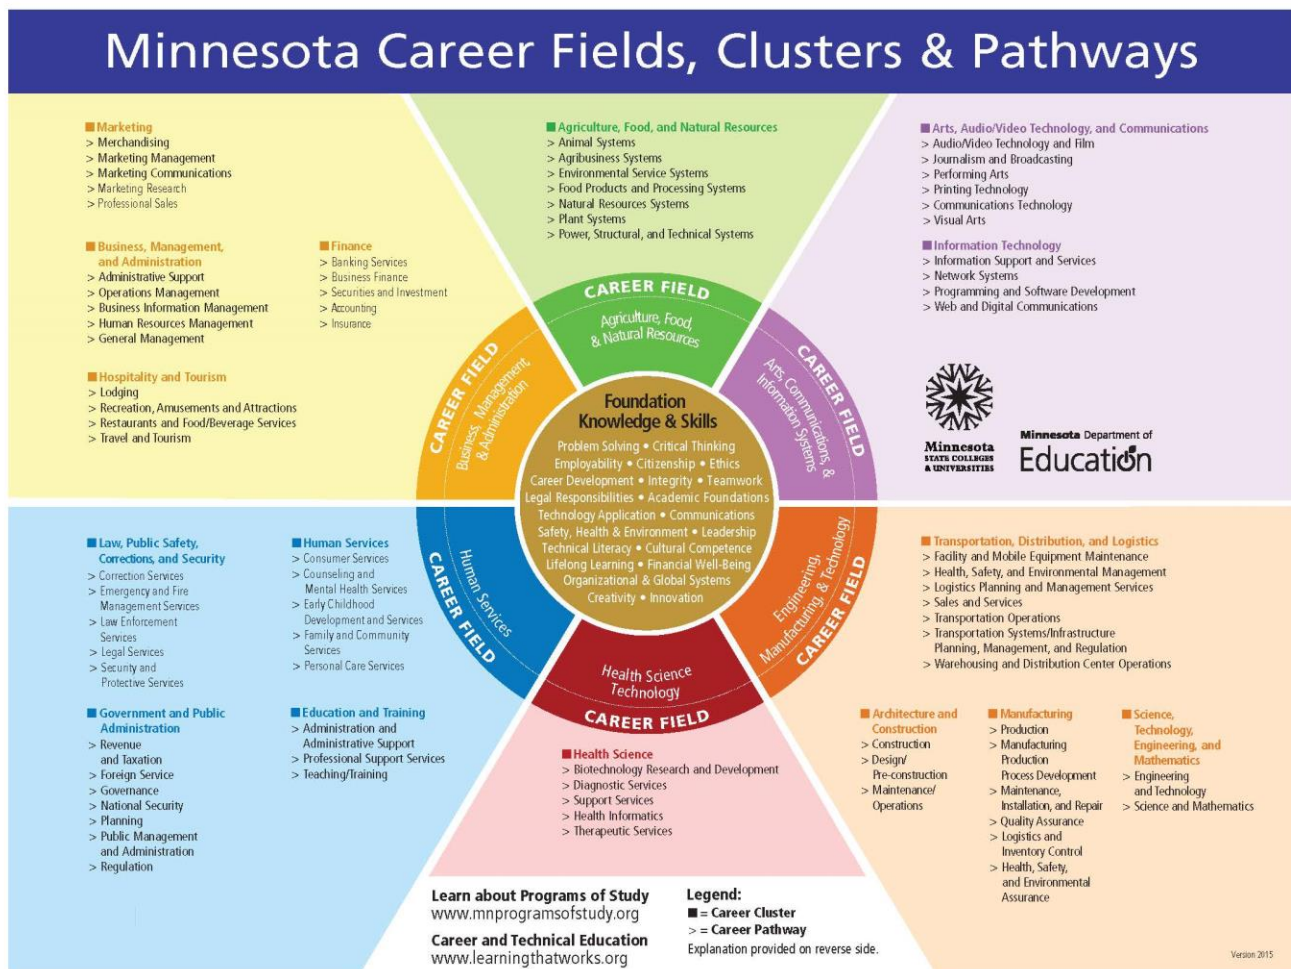 Minnesota Career Fields, Clusters & Pathways
■ Marketing
> Merchandising
> Marketing Management
> Marketing Communications
> Marketing Research
> Professional Sales
■ Business, Management,
and Administration
> Administrative Support
> Operations Management
> Business Information Management
> Human Resources Management
> General Management
■ Finance
> Banking Services
> Business Finance
> Securities and Investment
> Accounting
> Insurance
■ Hospitality and Tourism
> Lodging
> Recreation, Amusements and Attractions
> Restaurants and Food/Beverage Services
> Travel and Tourism
■ Agriculture, Food, and Natural Resources
> Animal Systems
> Agribusiness Systems
> Environmental Service Systems
> Food Products and Processing Systems
> Natural Resources Systems
> Plant Systems
> Power, Structural, and Technical Systems
■ Arts, Audio/Video Technology, and Communications
> Audio/Video Technology and Film
> Journalism and Broadcasting
> Performing Arts
> Printing Technology
> Communications Technology
> Visual Arts
■ Information Technology
> Information Support and Services
> Network Systems
> Programming and Software Development
> Web and Digital Communications
Minnesota
STATE COLLEGES
& UNIVERSITIES
Minnesota Department of
Education
CAREER FIELD
Agriculture, Food,
& Natural Resources
CAREER FIELD
Business, Management,
& Administration
CAREER FIELD
Arts, Communications, &
Information Systems
Foundation
Knowledge & Skills
Problem Solving • Critical Thinking
Employability • Citizenship • Ethics
Career Development • Integrity • Teamwork
Legal Responsibilities • Academic Foundations
Technology Application • Communications
Safety, Health & Environment • Leadership
Technical Literacy • Cultural Competence
Lifelong Learning • Financial Well-Being
Organizational & Global Systems
Creativity • Innovation
Human Services
CAREER FIELD
Engineering,
Manufacturing, & Technology
CAREER FIELD
Health Science
Technology
CAREER FIELD
■ Law, Public Safety,
Corrections, and Security
> Correction Services
> Emergency and Fire
Management Services
> Law Enforcement
Services
> Legal Services
> Security and
Protective Services
■ Human Services
> Consumer Services
> Counseling and
Mental Health Services
> Early Childhood
Development and Services
> Family and Community
Services
> Personal Care Services
■ Government and Public
Administration
> Revenue
and Taxation
> Foreign Service
> Governance
> National Security
> Planning
> Public Management
and Administration
> Regulation
■ Education and Training
> Administration and
Administrative Support
> Professional Support Services
> Teaching/Training
■ Health Science
> Biotechnology Research and Development
> Diagnostic Services
> Support Services
> Health Informatics
> Therapeutic Services
■ Transportation, Distribution, and Logistics
> Facility and Mobile Equipment Maintenance
> Health, Safety, and Environmental Management
> Logistics Planning and Management Services
> Sales and Services
> Transportation Operations
> Transportation Systems/Infrastructure
Planning, Management, and Regulation
> Warehousing and Distribution Center Operations
■ Architecture and
Construction
> Construction
> Design/
Pre-construction
> Maintenance/
Operations
■ Manufacturing
> Production
> Manufacturing
Production
Process Development
> Maintenance,
Installation, and Repair
> Quality Assurance
> Logistics and
Inventory Control
> Health, Safety,
and Environmental
Assurance
■ Science,
Technology,
Engineering, and
Mathematics
> Engineering
and Technology
> Science and Mathematics
Learn about Programs of Study
www.mnprogramsofstudy.org
Career and Technical Education
www.learningthatworks.org
Legend:
■ = Career Cluster
> = Career Pathway
Explanation provided on reverse side.
Version 2015